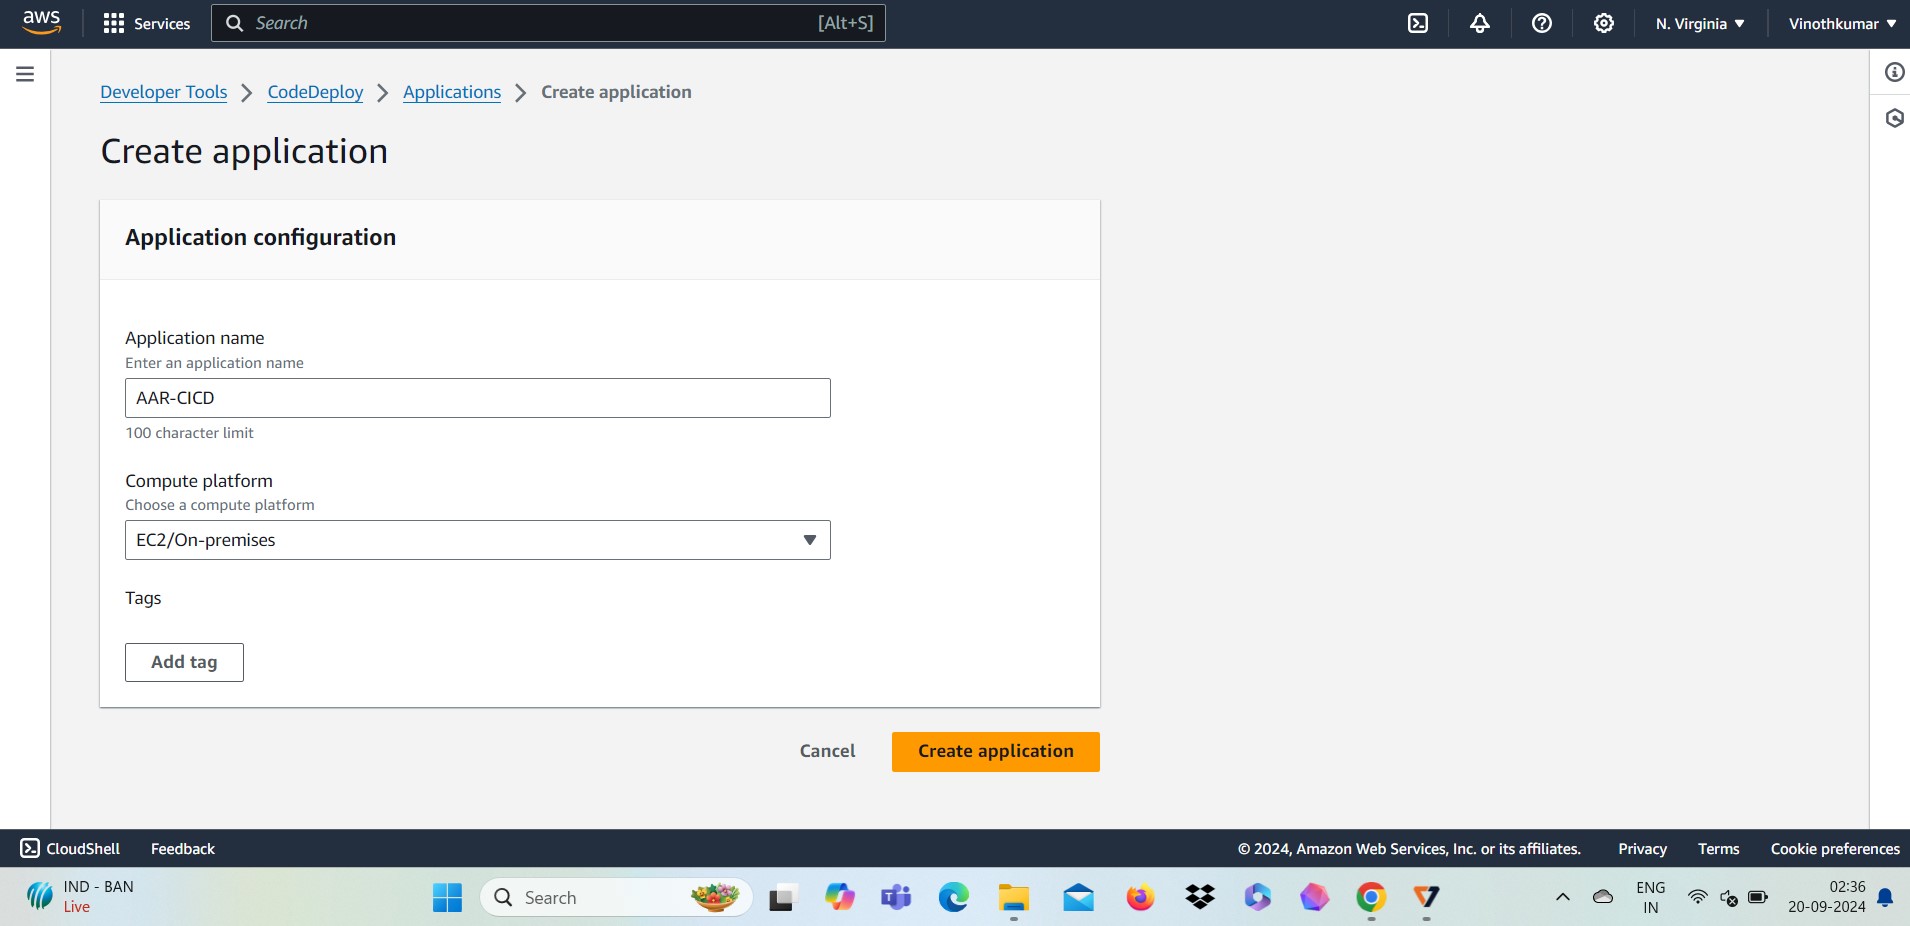 aws
Services
Search
[Alt+S]
N. Virginia
Vinothkumar
Developer Tools
CodeDeploy
Applications
Create application
Create application
Application configuration
Application name
Enter an application name
AAR-CICD
100 character limit
Compute platform
Choose a compute platform
EC2/On-premises
Tags
Add tag
Cancel
Create application
CloudShell
Feedback
© 2024, Amazon Web Services, Inc. or its affiliates.
Privacy
Terms
Cookie preferences
IND - BAN
Live
Search
ENG
IN
02:36
20-09-2024